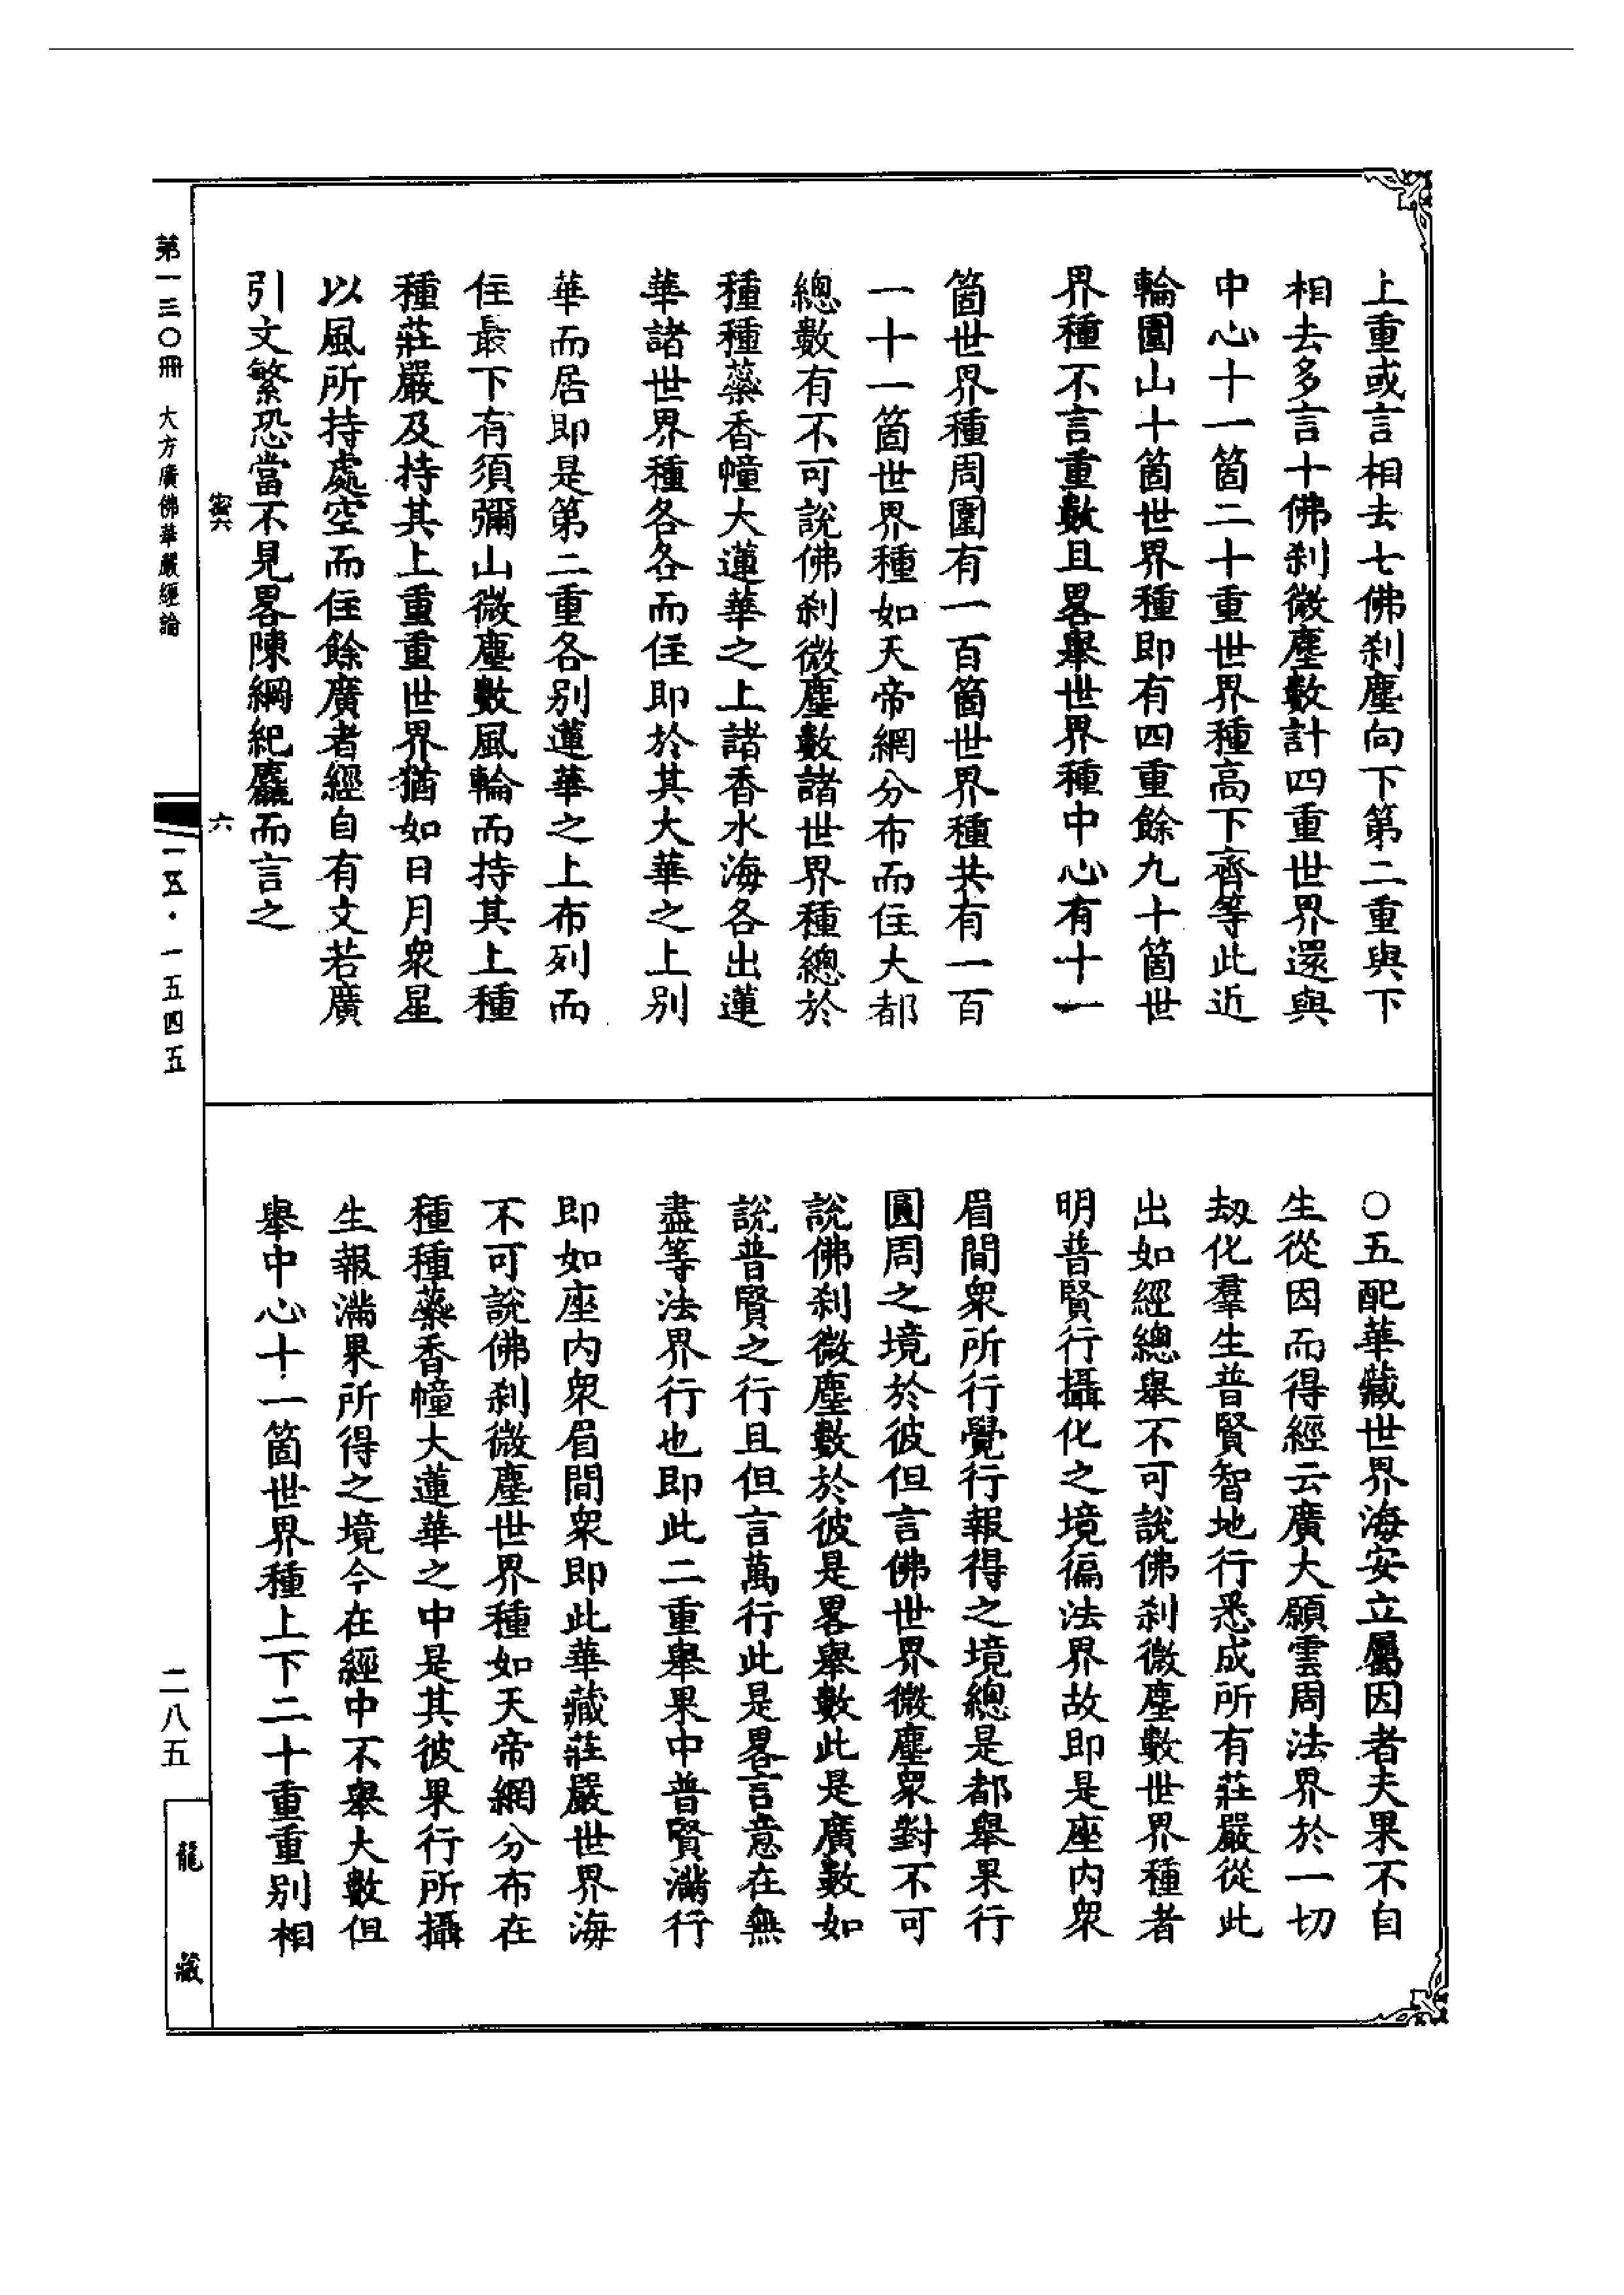 上重或言相去七佛刹塵向下第二重與下
相去多言十佛刹微塵數計四重世界還與
中心十一箇二十重世界種高下齊等此近
輪圍山十箇世界種即有四重餘九十箇世
界種不言重數且畧舉世界種中心有十一
箇世界種周圍有一百箇世界種共有一百
一十一箇世界種如天帝網分布而住大都
總數有不可說佛刹微塵數諸世界種總於
種種蘂香幢大蓮華之上諸香水海各出蓮
華諸世界種各各而住即於其大華之上別
華而居即是第二重各別蓮華之上布列而
住最下有須彌山微塵數風輪而持其上種
種莊嚴及持其上重重世界猶如日月衆星
以風所持處空而住餘廣者經自有文若廣
引文繁恐當不見畧陳綱紀麤而言之
密六
六
第一三〇冊 大方廣佛華嚴經論
一五·一五四五
○五配華藏世界海安立屬因者夫果不自
生從因而得經云廣大願雲周法界於一切
劫化羣生普賢智地行悉成所有莊嚴從此
出如經總舉不可說佛刹微塵數世界種者
明普賢行攝化之境徧法界故即是座内衆
眉間衆所行覺行報得之境總是都舉果行
圓周之境於彼但言佛世界微塵衆對不可
說佛刹微塵數於彼是畧舉數此是廣數如
說普賢之行且但言萬行此是畧言意在無
盡等法界行也即此二重舉果中普賢滿行
即如座内衆眉間衆即此華藏莊嚴世界海
不可說佛刹微塵世界種如天帝網分布在
種種蘂香幢大蓮華之中是其彼果行所攝
生報滿果所得之境今在經中不舉大數但
舉中心十一箇世界種上下二十重重別相
二八五
龍藏